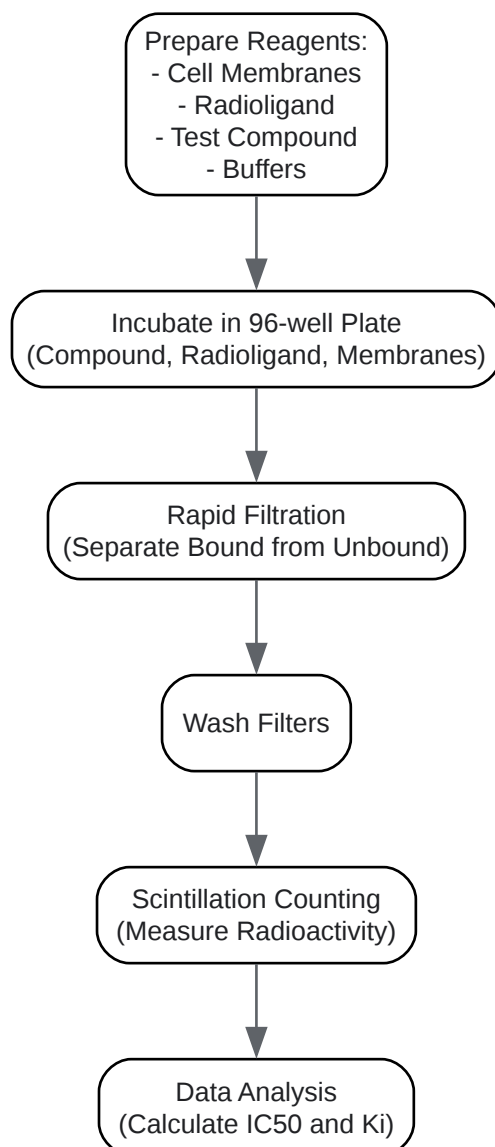 Prepare Reagents:
- Cell Membranes
- Radioligand
- Test Compound
- Buffers
Incubate in 96-well Plate
(Compound, Radioligand, Membranes)
Rapid Filtration
(Separate Bound from Unbound)
Wash Filters
Scintillation Counting
(Measure Radioactivity)
Data Analysis
(Calculate IC50 and Ki)